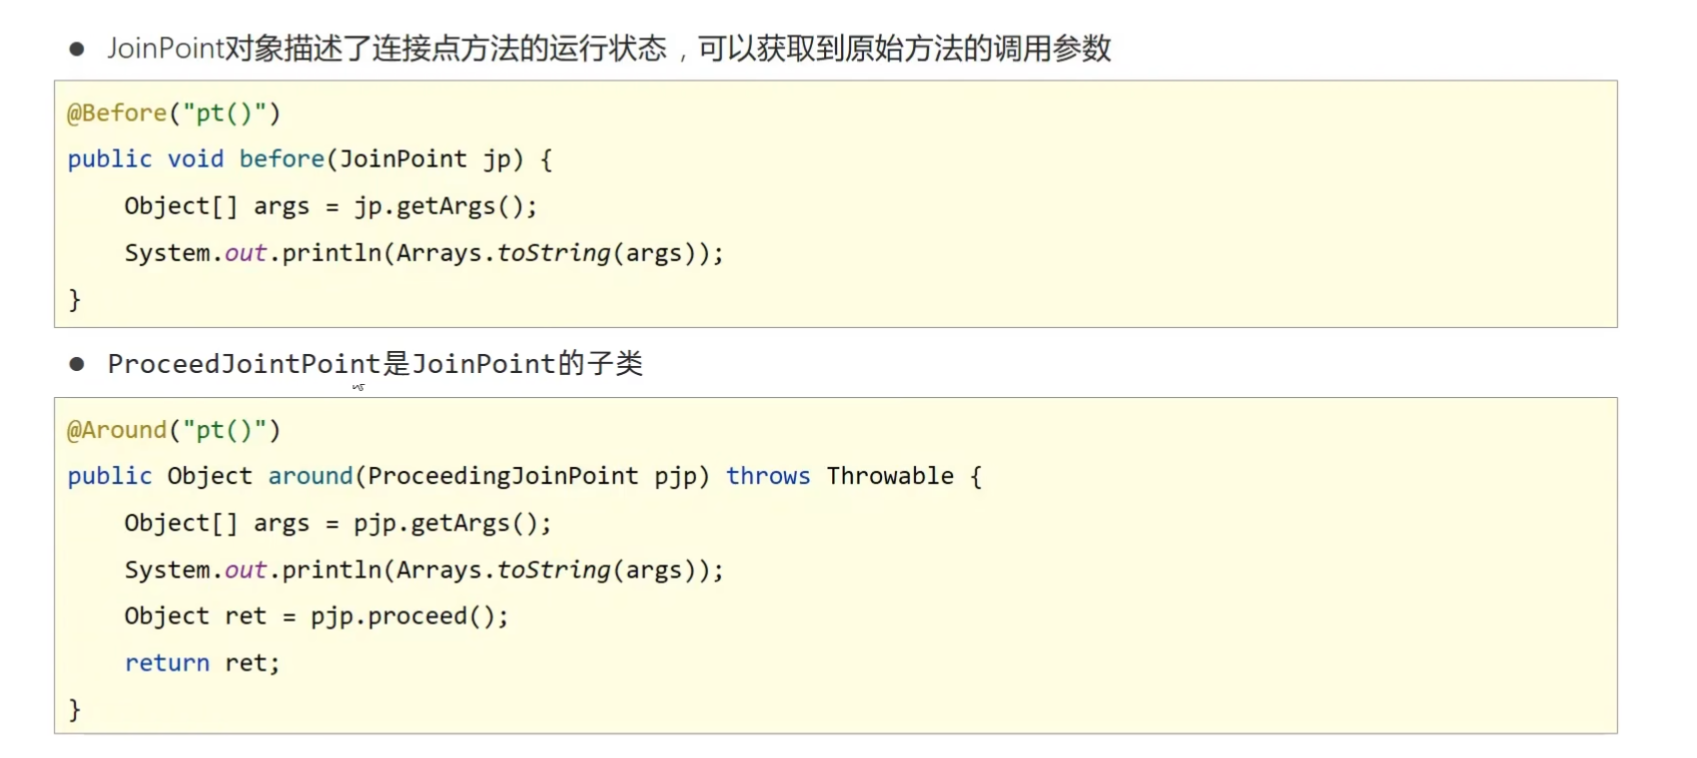 ● JoinPoint对象描述了连接点方法的运行状态，可以获取到原始方法的调用参数
@Before("pt()")
public void before(JoinPoint jp) {
    Object[] args = jp.getArgs();
    System.out.println(Arrays.toString(args));
}
● ProceedJointPoint是JoinPoint的子类
@Around("pt()")
public Object around(ProceedingJoinPoint pjp) throws Throwable {
    Object[] args = pjp.getArgs();
    System.out.println(Arrays.toString(args));
    Object ret = pjp.proceed();
    return ret;
}